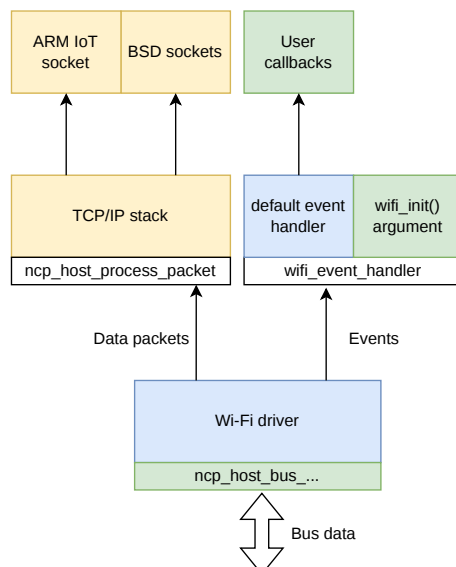 ARM IoT
socket
BSD sockets
User
callbacks
TCP/IP stack
default event
handler
wifi_init()
argument
ncp_host_process_packet
wifi_event_handler
Data packets
Events
Wi-Fi driver
ncp_host_bus_...
Bus data